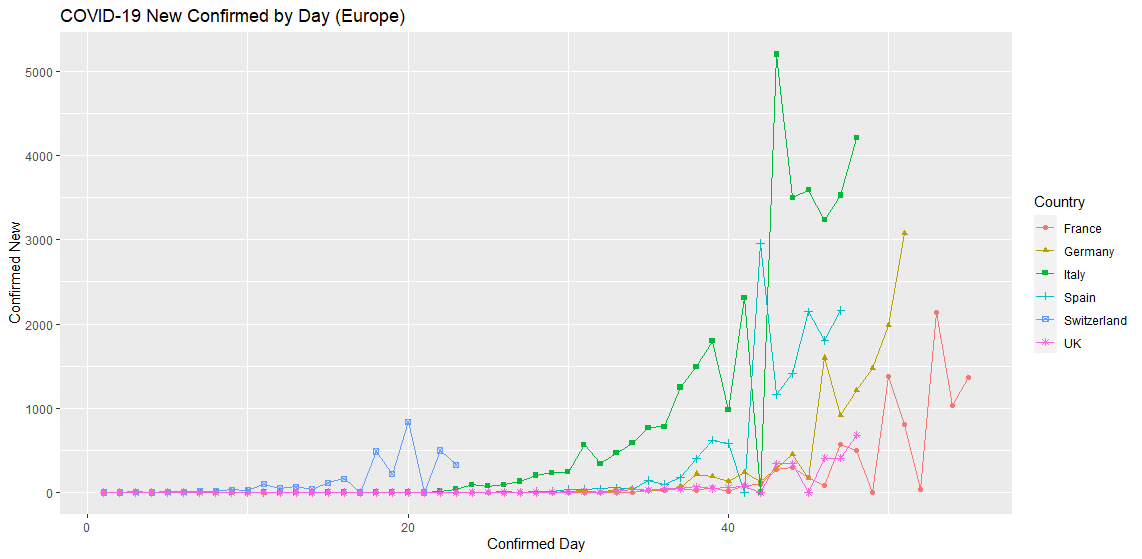 COVID-19 New Confirmed by Day (Europe)
Confirmed New
5000
4000
3000
2000
1000
0
0
20
40
Confirmed Day
Country
France
Germany
Italy
Spain
Switzerland
UK